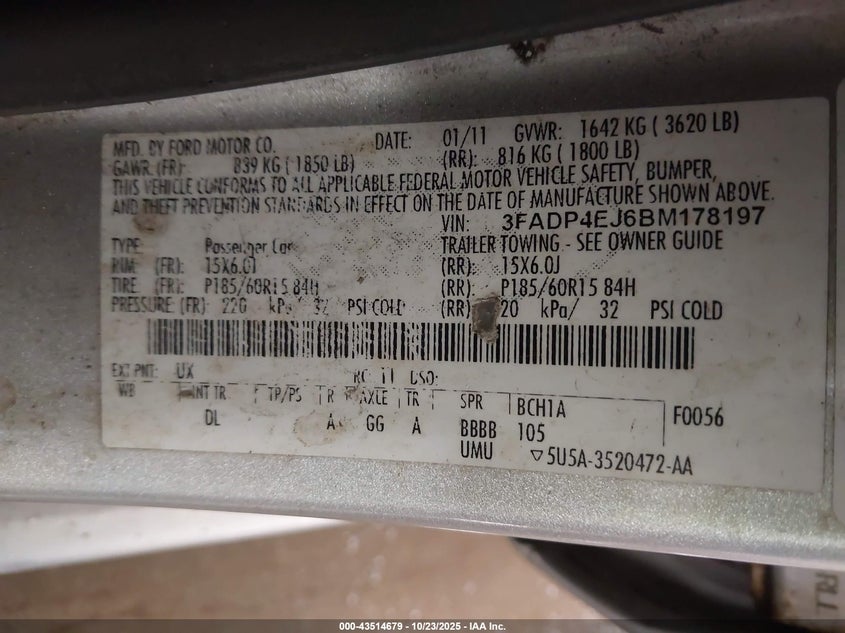 MFD. BY FORD MOTOR CO. DATE: 01/11 GVWR: 1642 KG ( 3620 LB)
GAWR: (FR): 839 KG ( 1850 LB) (RR): 816 KG ( 1800 LB)
THIS VEHICLE CONFORMS TO ALL APPLICABLE FEDERAL MOTOR VEHICLE SAFETY, BUMPER,
AND THEFT PREVENTION STANDARDS IN EFFECT ON THE DATE OF MANUFACTURE SHOWN ABOVE.
VIN: 3FADP4EJ6BM178197
TYPE: Passenger Car TRAILER TOWING - SEE OWNER GUIDE
RIM: (FR): 15X6.0J (RR): 15X6.0J
TIRE: (FR): P185/60R15 84H (RR): P185/60R15 84H
PRESSURE: (FR): 220 kPa/ 32 PSI COLD (RR) 20 kPa/ 32 PSI COLD
EXT PNT: UX RC: 11 DSO:
WB INT TR TP/PS R AXLE TR SPR BCH1A F0056
DL A GG A BBBB 105
UMU ▽5U5A-3520472-AA
000-43514679 - 10/23/2025 - IAA Inc.